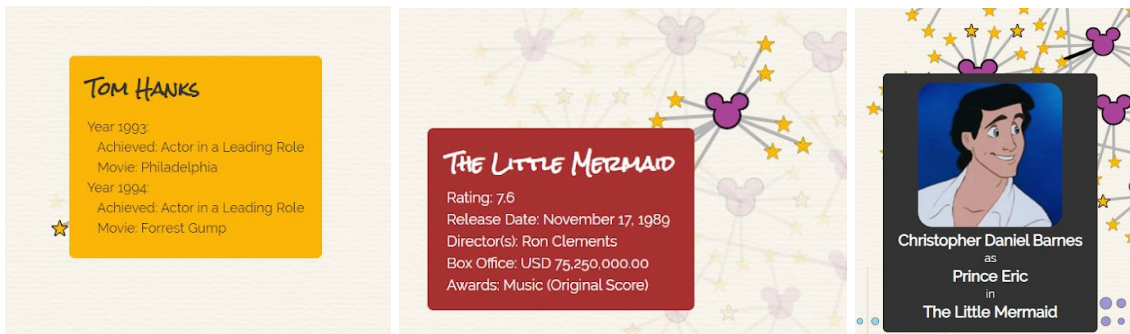 Tom Hanks
Year 1993:
Achieved: Actor in a Leading Role
Movie: Philadelphia
Year 1994:
Achieved: Actor in a Leading Role
Movie: Forrest Gump
The Little Mermaid
Rating: 7.6
Release Date: November 17, 1989
Director(s): Ron Clements
Box Office: USD 75,250,000.00
Awards: Music (Original Score)
Christopher Daniel Barnes
as
Prince Eric
in
The Little Mermaid